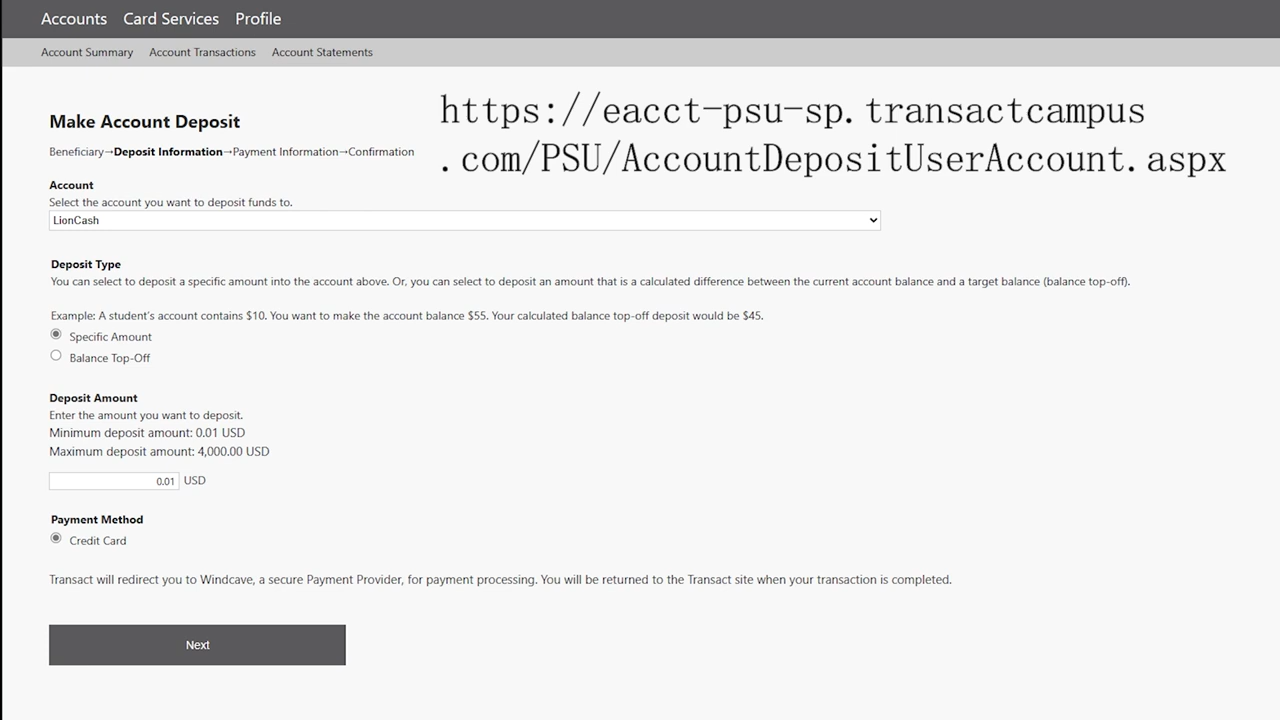 Accounts Card Services Profile
Account Summary Account Transactions Account Statements
https://eacct-psu-sp.transactcampus
.com/PSU/AccountDepositUserAccount.aspx
Make Account Deposit
Beneficiary→Deposit Information→Payment Information→Confirmation
Account
Select the account you want to deposit funds to.
LionCash
Deposit Type
You can select to deposit a specific amount into the account above. Or, you can select to deposit an amount that is a calculated difference between the current account balance and a target balance (balance top-off).
Example: A student's account contains $10. You want to make the account balance $55. Your calculated balance top-off deposit would be $45.
Specific Amount
Balance Top-Off
Deposit Amount
Enter the amount you want to deposit.
Minimum deposit amount: 0.01 USD
Maximum deposit amount: 4,000.00 USD
0.01 USD
Payment Method
Credit Card
Transact will redirect you to Windcave, a secure Payment Provider, for payment processing. You will be returned to the Transact site when your transaction is completed.
Next